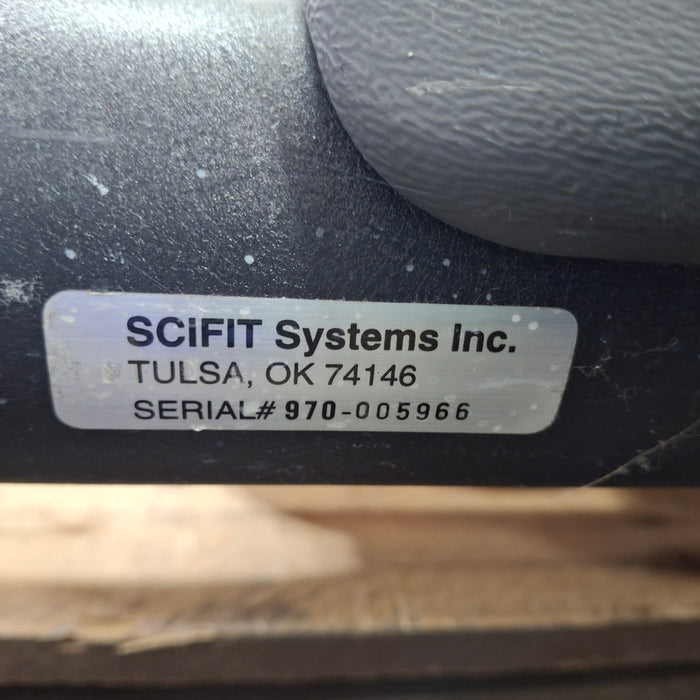 SCIFIT Systems Inc.
TULSA, OK 74146
SERIAL# 970-005966